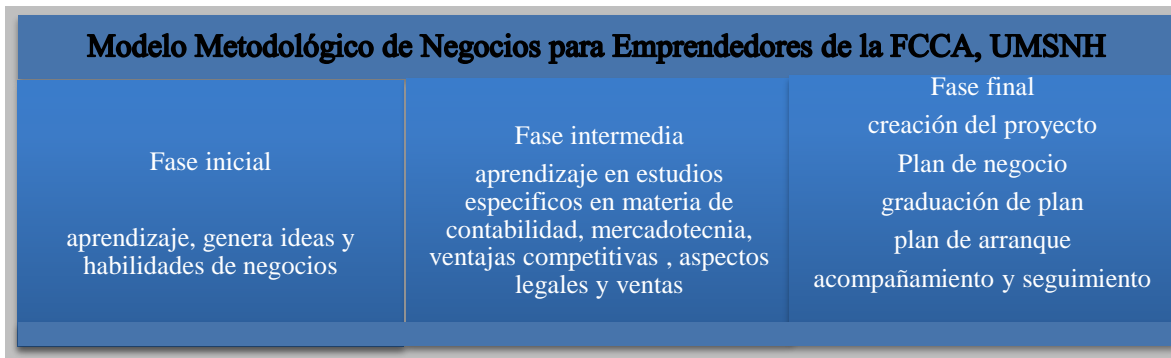 Modelo Metodológico de Negocios para Emprendedores de la FCCA, UMSNH
Fase inicial
aprendizaje, genera ideas y
habilidades de negocios
Fase intermedia
aprendizaje en estudios
especificos en materia de
contabilidad, mercadotecnia,
ventajas competitivas , aspectos
legales y ventas
Fase final
creación del proyecto
Plan de negocio
graduación de plan
plan de arranque
acompañamiento y seguimiento